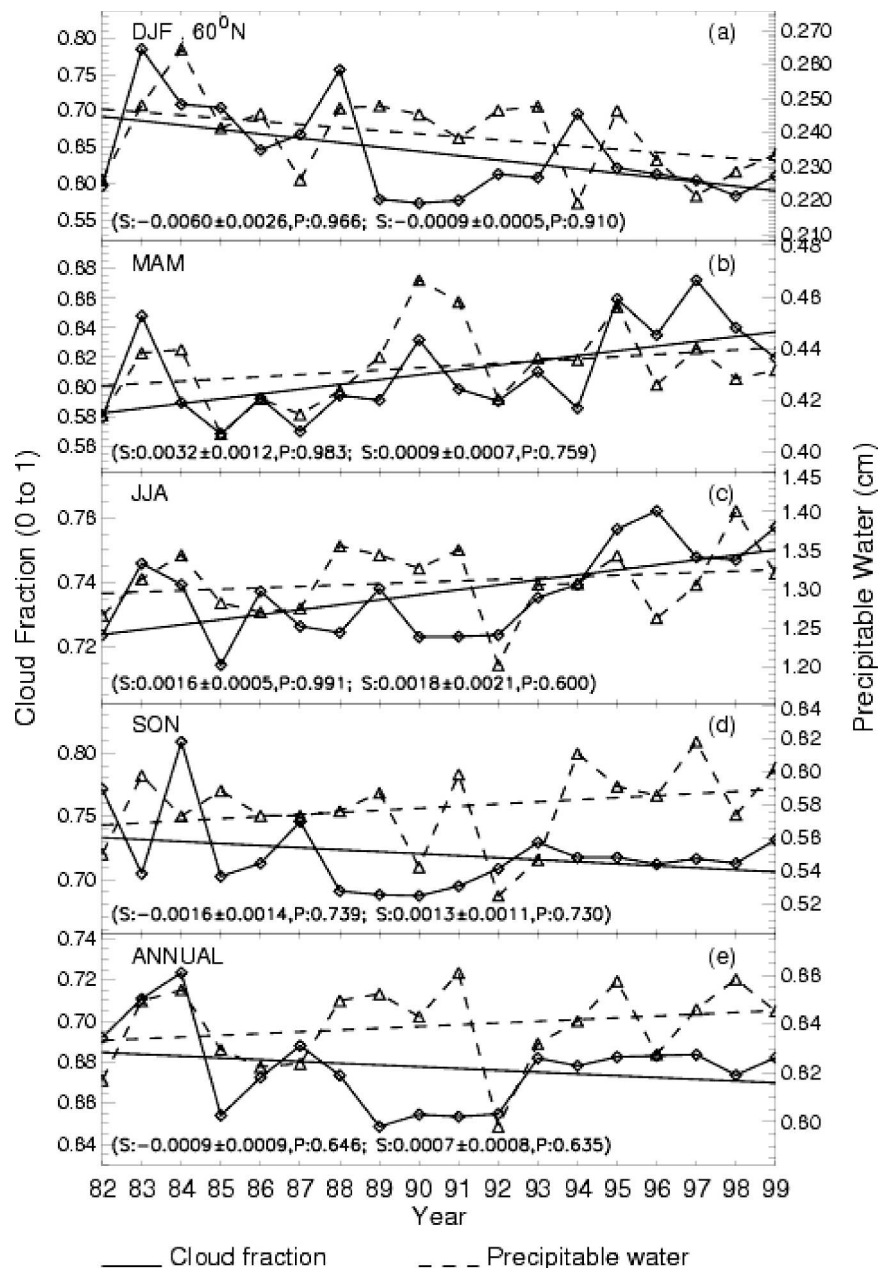 DJF 60°N
(a)
0.80
0.75
0.70
0.65
0.60
0.55
0.270
0.260
0.250
0.240
0.230
0.220
0.210
(S:-0.0060±0.0026,P:0.966; S:-0.0009±0.0005,P:0.910)
MAM
(b)
0.68
0.66
0.64
0.62
0.60
0.58
0.56
0.48
0.46
0.44
0.42
0.40
(S:0.0032±0.0012,P:0.983; S:0.0009±0.0007,P:0.759)
JJA
(c)
0.76
0.74
0.72
1.45
1.40
1.35
1.30
1.25
1.20
(S:0.0016±0.0005,P:0.991; S:0.0018±0.0021,P:0.600)
SON
(d)
0.80
0.75
0.70
0.64
0.62
0.60
0.58
0.56
0.54
0.52
(S:-0.0016±0.0014,P:0.739; S:0.0013±0.0011,P:0.730)
ANNUAL
(e)
0.74
0.72
0.70
0.68
0.66
0.64
0.66
0.64
0.62
0.60
(S:-0.0009±0.0009,P:0.646; S:0.0007±0.0008,P:0.635)
Cloud Fraction (0 to 1)
Precipitable Water (cm)
82 83 84 85 86 87 88 89 90 91 92 93 94 95 96 97 98 99
Year
Cloud fraction
Precipitable water